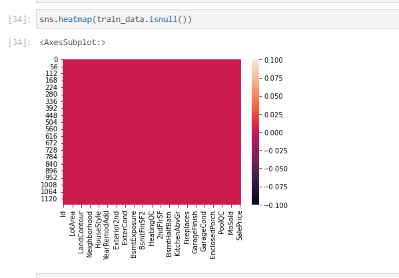 [34]: sns.heatmap(train_data.isnull())
[34]: <AxesSubplot:>
0
56
112
168
224
280
336
392
448
504
560
616
672
728
784
840
896
952
1008
1064
1120
0.100
0.075
0.050
0.025
0.000
−0.025
−0.050
−0.075
−0.100
Id
LotArea
LandContour
Neighborhood
HouseStyle
YearRemodAdd
Exterior2nd
ExterCond
BsmtExposure
BsmtFinSF2
HeatingQC
2ndFlrSF
BsmtHalfBath
KitchenAbvGr
Fireplaces
GarageFinish
GarageCond
EnclosedPorch
PoolQC
MoSold
SalePrice